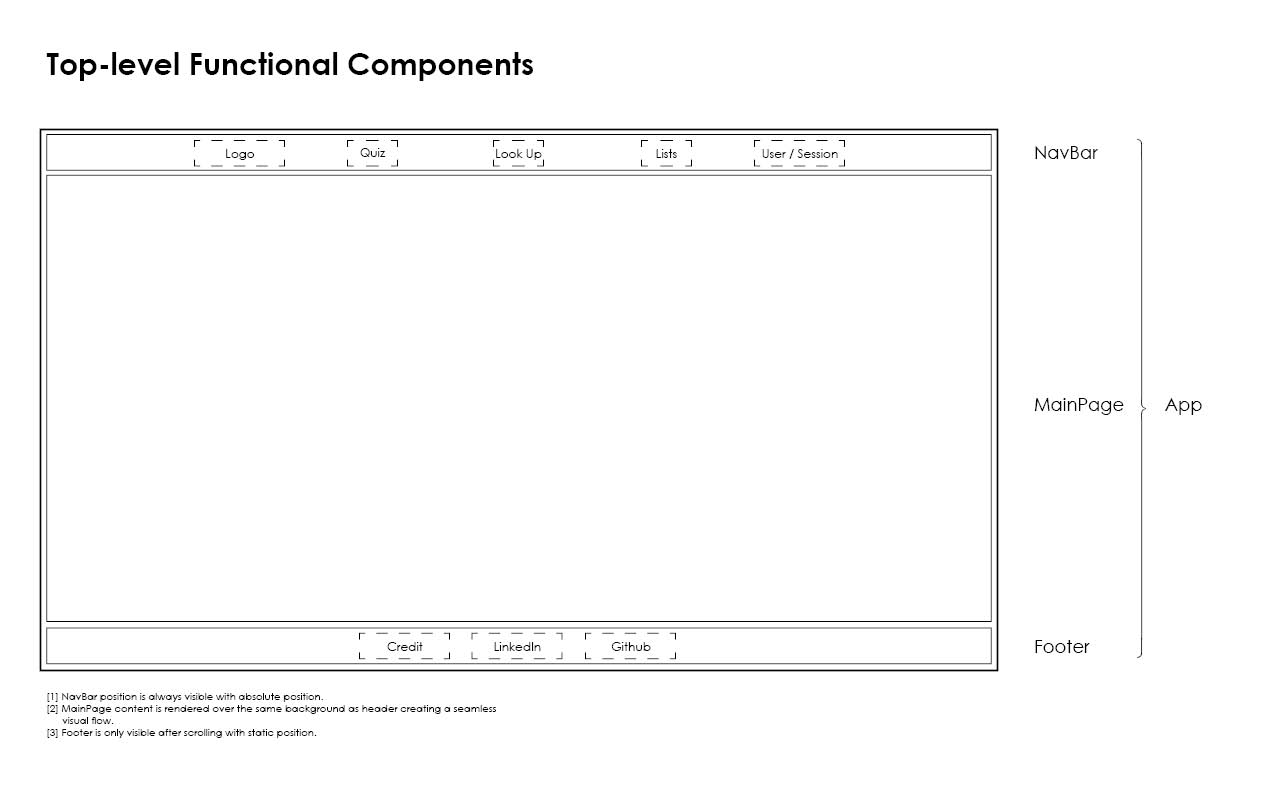 Top-level Functional Components
Logo
Quiz
Look Up
Lists
User / Session
NavBar
MainPage
App
Credit
LinkedIn
Github
Footer
[1] NavBar position is always visible with absolute position.
[2] MainPage content is rendered over the same background as header creating a seamless
visual flow.
[3] Footer is only visible after scrolling with static position.